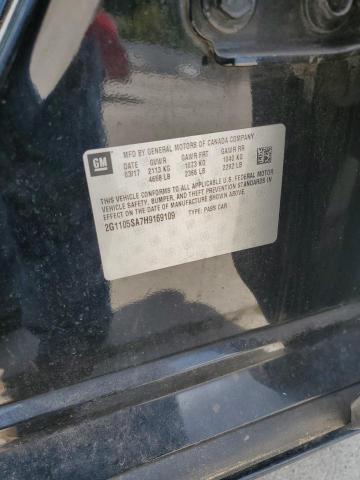 GM
MFD BY GENERAL MOTORS OF CANADA COMPANY
DATE GVWR GAWR FRT GAWR RR
03/17 2113 KG 1073 KG 1040 KG
4658 LB 2366 LB 2292 LB
THIS VEHICLE CONFORMS TO ALL APPLICABLE U.S. FEDERAL MOTOR
VEHICLE SAFETY, BUMPER, AND THEFT PREVENTION STANDARDS IN
EFFECT ON THE DATE OF MANUFACTURE SHOWN ABOVE.
2G1105SA7H9169109 TYPE: PASS CAR